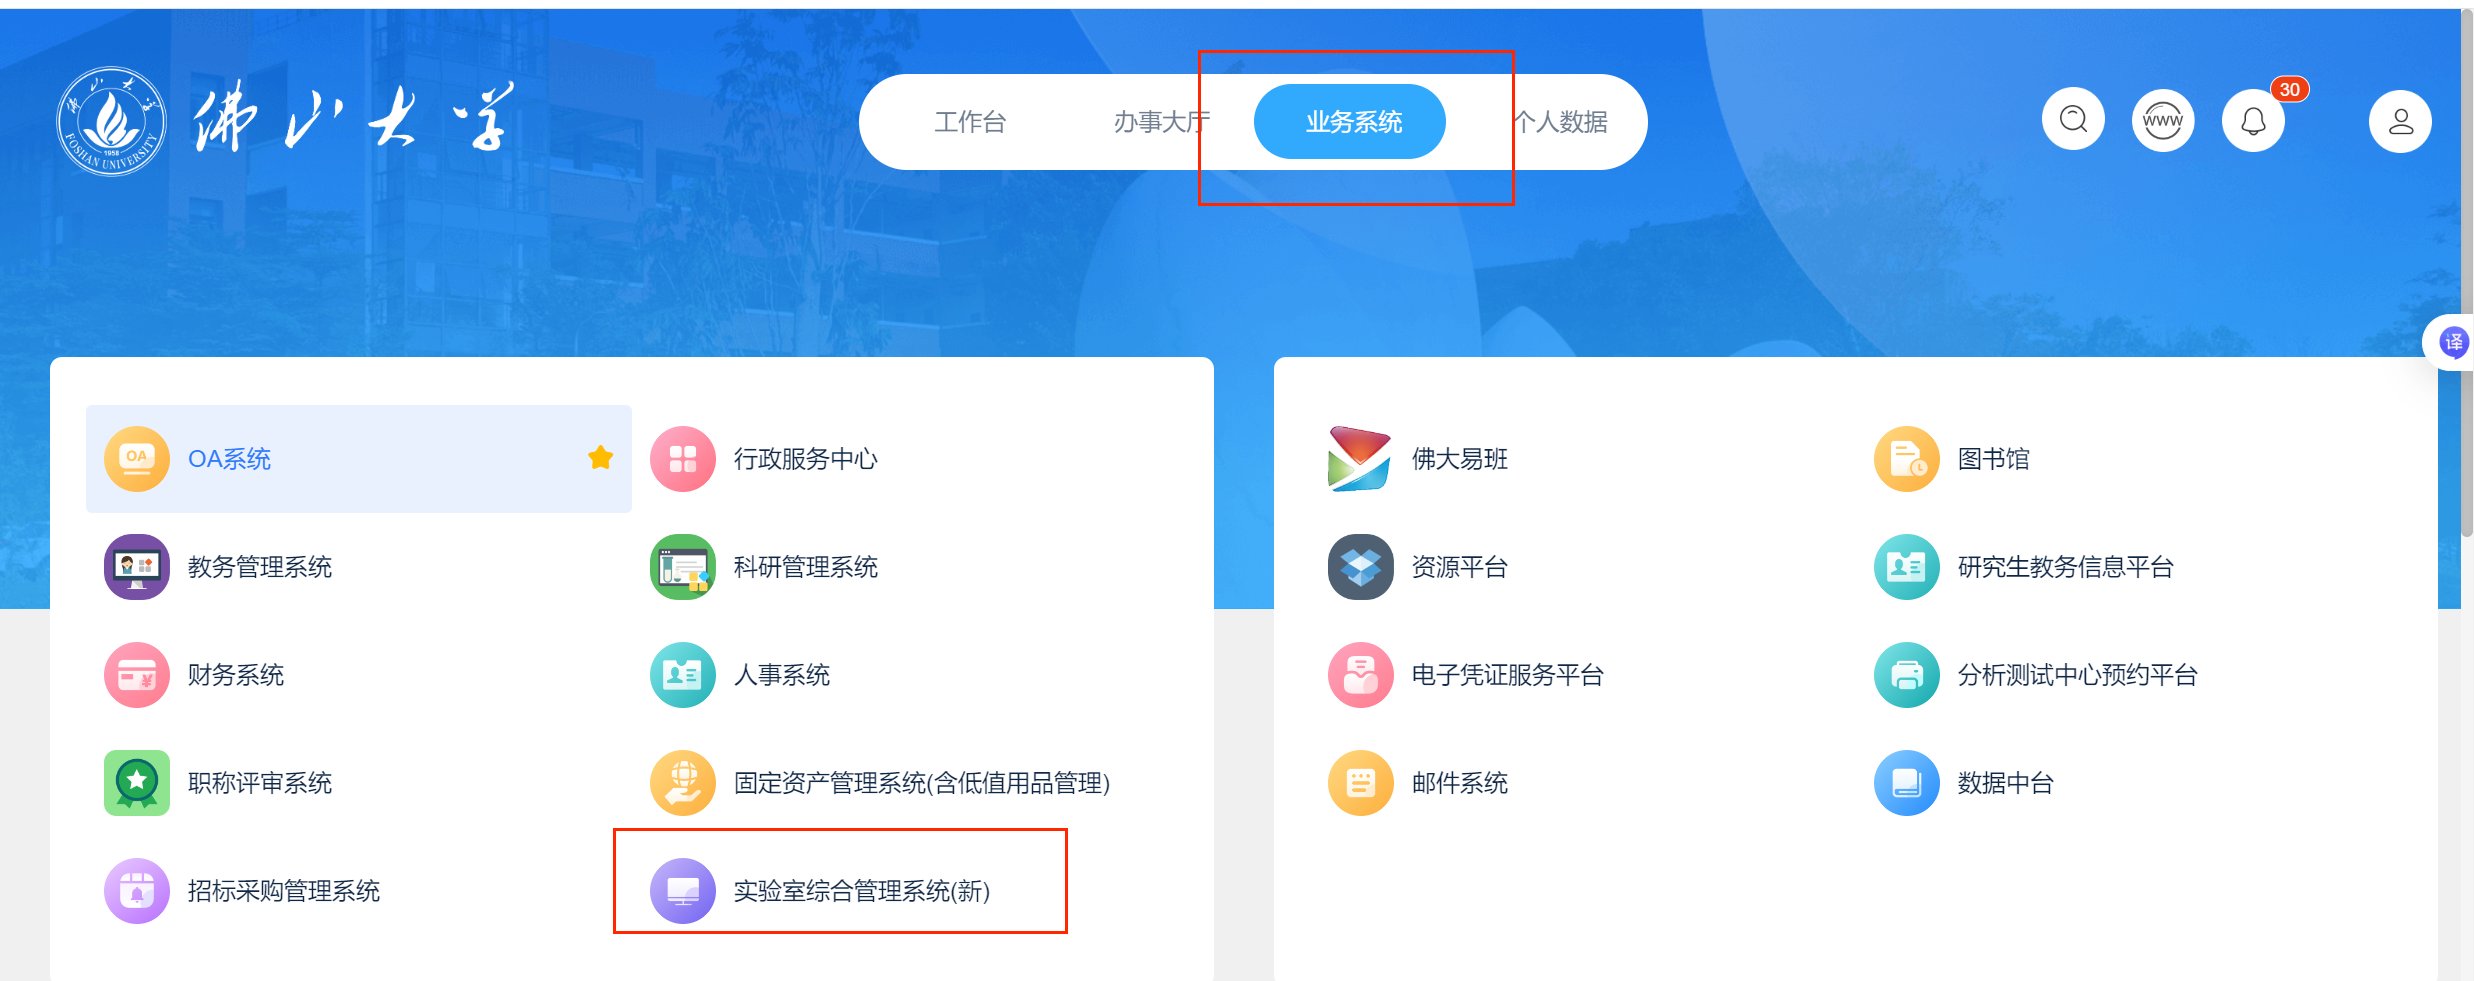 佛山大学
FOSHAN UNIVERSITY
1958
佛山大学
工作台
办事大厅
业务系统
个人数据
WWW
30
译
OA
OA系统
行政服务中心
教务管理系统
科研管理系统
财务系统
人事系统
职称评审系统
固定资产管理系统(含低值用品管理)
招标采购管理系统
实验室综合管理系统(新)
佛大易班
图书馆
资源平台
研究生教务信息平台
电子凭证服务平台
分析测试中心预约平台
邮件系统
数据中台